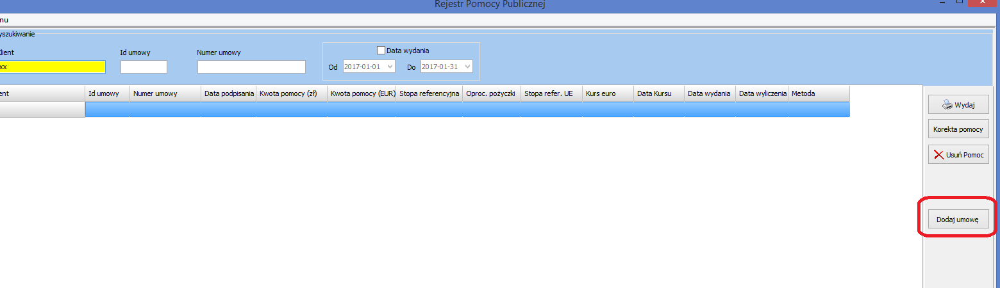 Rejestr Pomocy Publicznej
nu
yszukiwanie
Klient
Id umowy
Numer umowy
Data wydania
xx
Od
2017-01-01
Do
2017-01-31
ent
Id umowy
Numer umowy
Data podpisania
Kwota pomocy (zł)
Kwota pomocy (EUR)
Stopa referencyjna
Oproc. pożyczki
Stopa refer. UE
Kurs euro
Data Kursu
Data wydania
Data wyliczenia
Metoda
Wydaj
Korekta pomocy
Usuń Pomoc
Dodaj umowę